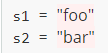 s1 = "foo"
s2 = "bar"